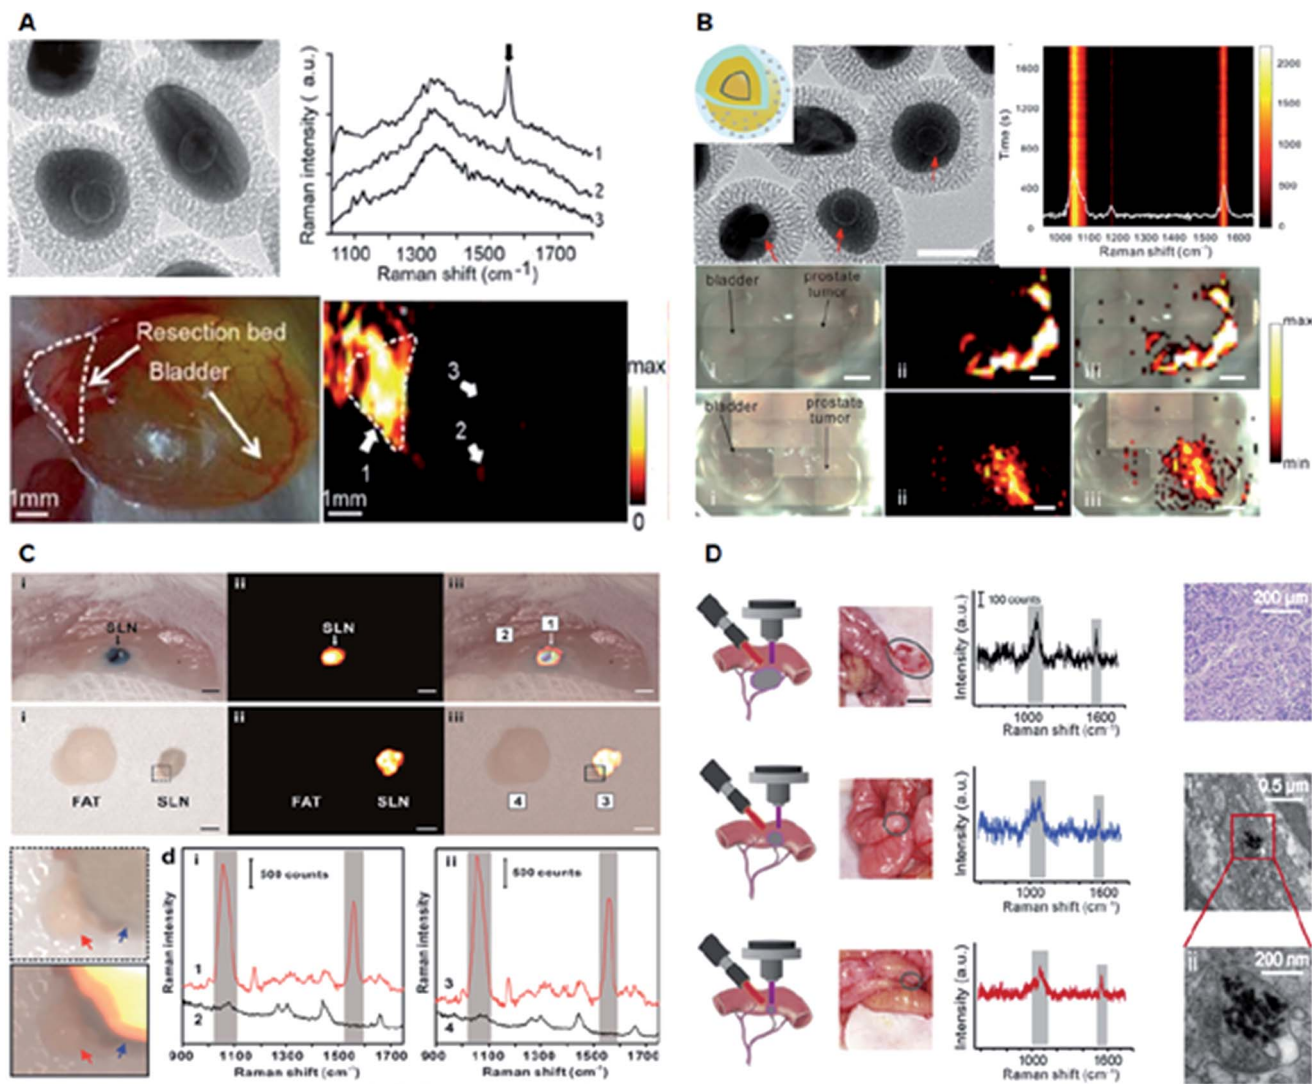 A
Raman intensity ( a.u.)
1
2
3
1100 1300 1500 1700
Raman shift (cm-1)
Resection bed
Bladder
1mm
3
2
1
1mm
max
0
B
Time (s)
1600
1200
800
400
0
1000 1100 1200 1300 1400 1500 1600
Raman shift (cm-1)
2000
1500
1000
500
0
bladder
prostate
tumor
i
ii
iii
bladder
prostate
tumor
i
ii
iii
max
min
C
i
SLN
ii
SLN
iii
2
1
i
FAT
SLN
ii
FAT
SLN
iii
4
3
d
i
500 counts
Raman intensity
1
2
900 1100 1300 1500 1700
Raman shift (cm-1)
ii
500 counts
Raman intensity
3
4
900 1100 1300 1500 1700
Raman shift (cm-1)
D
Intensity (a.u.)
100 counts
1000 1600
Raman shift (cm-1)
200 µm
Intensity (a.u.)
1000 1600
Raman shift (cm-1)
i
0.5 µm
Intensity (a.u.)
1000 1600
Raman shift (cm-1)
ii
200 nm